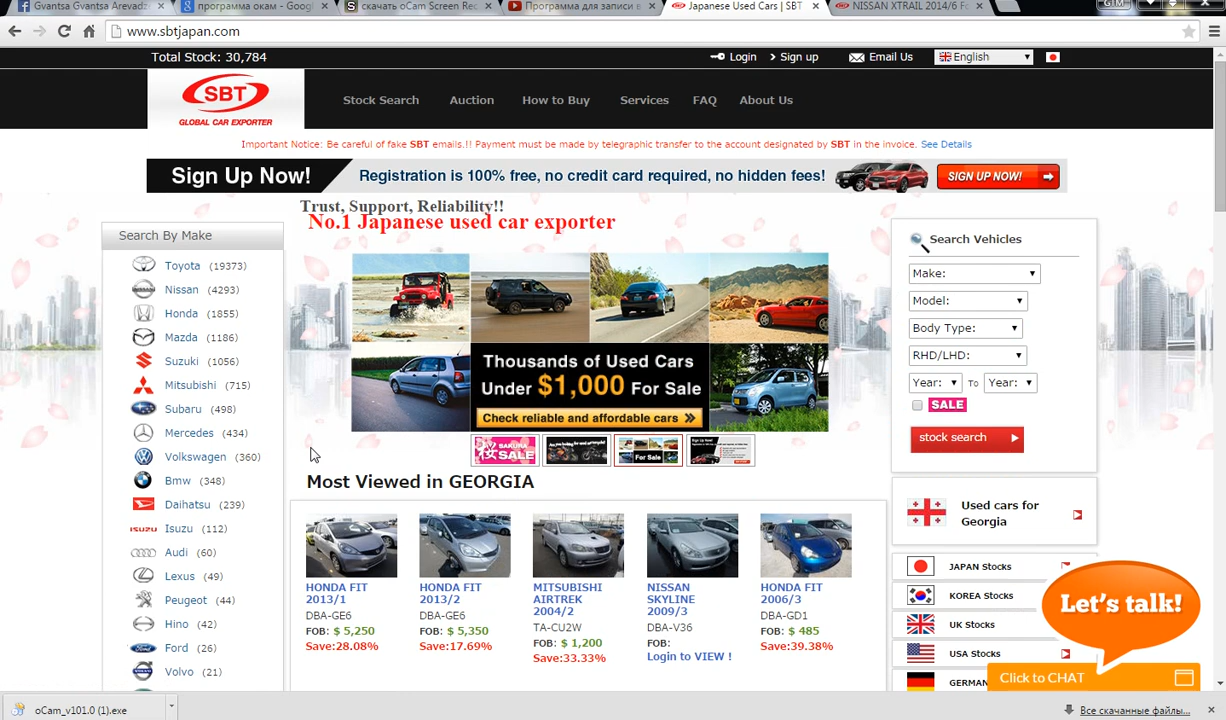 Gvantsa Gvantsa Arevadze
программа окам - Googl
скачать oCam Screen Rec
Программа для записи в
Japanese Used Cars | SBT
NISSAN XTRAIL 2014/6 Fo
GTM
www.sbtjapan.com
Total Stock: 30,784
Login
Sign up
Email Us
English
SBT
GLOBAL CAR EXPORTER
Stock Search
Auction
How to Buy
Services
FAQ
About Us
Important Notice: Be careful of fake SBT emails.!! Payment must be made by telegraphic transfer to the account designated by SBT in the invoice. See Details
Sign Up Now!
Registration is 100% free, no credit card required, no hidden fees!
SIGN UP NOW!
Trust, Support, Reliability!!
No.1 Japanese used car exporter
Search By Make
Toyota (19373)
Nissan (4293)
Honda (1855)
Mazda (1186)
Suzuki (1056)
Mitsubishi (715)
Subaru (498)
Mercedes (434)
Volkswagen (360)
Bmw (348)
Daihatsu (239)
ISUZU Isuzu (112)
Audi (60)
Lexus (49)
Peugeot (44)
Hino (42)
Ford (26)
Volvo (21)
Thousands of Used Cars
Under $1,000 For Sale
Check reliable and affordable cars
桜 SAKURA SALE
For Sale
Sign Up Now!
Most Viewed in GEORGIA
HONDA FIT
2013/1
DBA-GE6
FOB: $ 5,250
Save:28.08%
HONDA FIT
2013/2
DBA-GE6
FOB: $ 5,350
Save:17.69%
MITSUBISHI
AIRTREK
2004/2
TA-CU2W
FOB: $ 1,200
Save:33.33%
NISSAN
SKYLINE
2009/3
DBA-V36
FOB:
Login to VIEW !
HONDA FIT
2006/3
DBA-GD1
FOB: $ 485
Save:39.38%
Search Vehicles
Make:
Model:
Body Type:
RHD/LHD:
Year: To Year:
SALE
stock search
Used cars for
Georgia
JAPAN Stocks
KOREA Stocks
UK Stocks
USA Stocks
GERMAN
Let's talk!
Click to CHAT
oCam_v101.0 (1).exe
Все скачанные файлы...